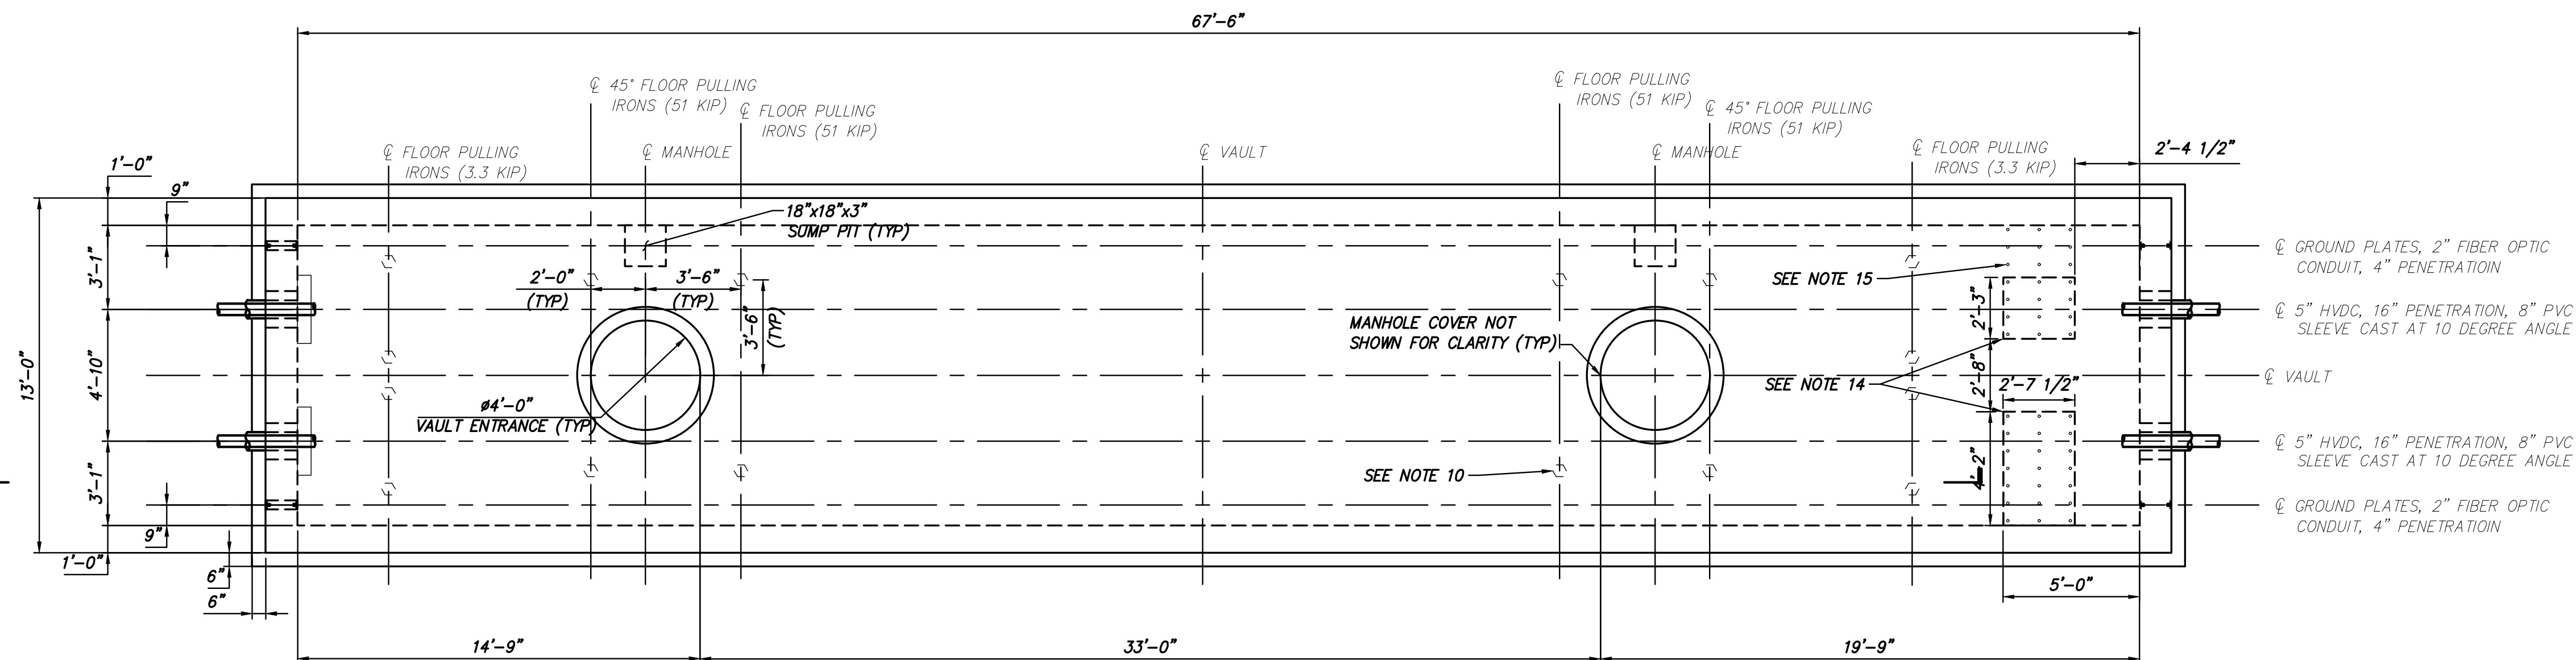 67'-6"
℄ 45° FLOOR PULLING
IRONS (51 KIP)
℄ FLOOR PULLING
IRONS (51 KIP)
℄ FLOOR PULLING
IRONS (51 KIP)
℄ 45° FLOOR PULLING
IRONS (51 KIP)
℄ FLOOR PULLING
IRONS (3.3 KIP)
℄ MANHOLE
℄ VAULT
℄ MANHOLE
℄ FLOOR PULLING
IRONS (3.3 KIP)
2'-4 1/2"
1'-0"
9"
18"x18"x3"
SUMP PIT (TYP)
3'-1"
4'-10"
3'-1"
13'-0"
2'-0"
(TYP)
3'-6"
(TYP)
3'-6"
(TYP)
MANHOLE COVER NOT
SHOWN FOR CLARITY (TYP)
ø4'-0"
VAULT ENTRANCE (TYP)
SEE NOTE 15
SEE NOTE 14
SEE NOTE 10
2'-3"
2'-8"
2'-7 1/2"
4'-2"
℄ GROUND PLATES, 2" FIBER OPTIC
CONDUIT, 4" PENETRATIOIN
℄ 5" HVDC, 16" PENETRATION, 8" PVC
SLEEVE CAST AT 10 DEGREE ANGLE
℄ VAULT
℄ 5" HVDC, 16" PENETRATION, 8" PVC
SLEEVE CAST AT 10 DEGREE ANGLE
℄ GROUND PLATES, 2" FIBER OPTIC
CONDUIT, 4" PENETRATIOIN
9"
1'-0"
6"
6"
5'-0"
14'-9"
33'-0"
19'-9"